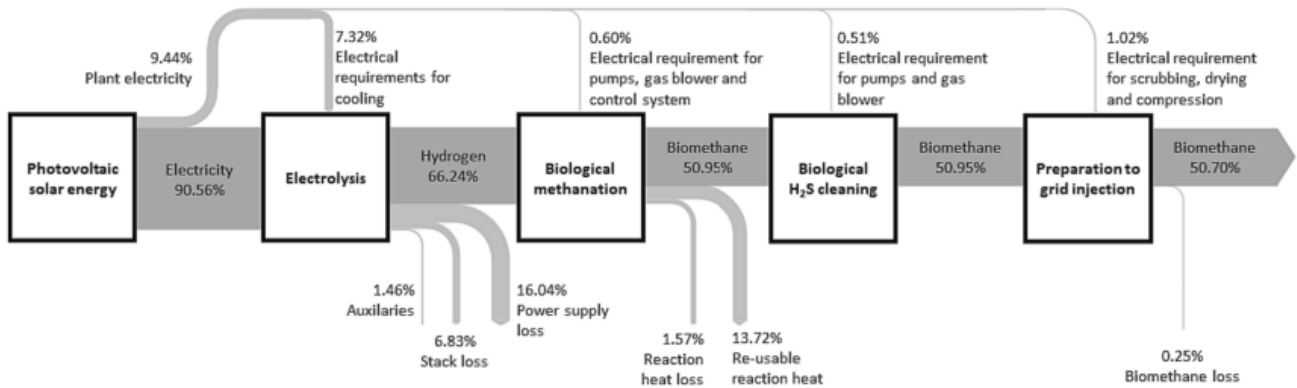 9.44%
Plant electricity
7.32%
Electrical
requirements for
cooling
0.60%
Electrical requirement for
pumps, gas blower and
control system
0.51%
Electrical requirement
for pumps and gas
blower
1.02%
Electrical requirement
for scrubbing, drying
and compression
Photovoltaic
solar energy
Electricity
90.56%
Electrolysis
Hydrogen
66.24%
Biological
methanation
Biomethane
50.95%
Biological
H₂S cleaning
Biomethane
50.95%
Preparation to
grid injection
Biomethane
50.70%
1.46%
Auxilaries
6.83%
Stack loss
16.04%
Power supply
loss
1.57%
Reaction
heat loss
13.72%
Re-usable
reaction heat
0.25%
Biomethane loss